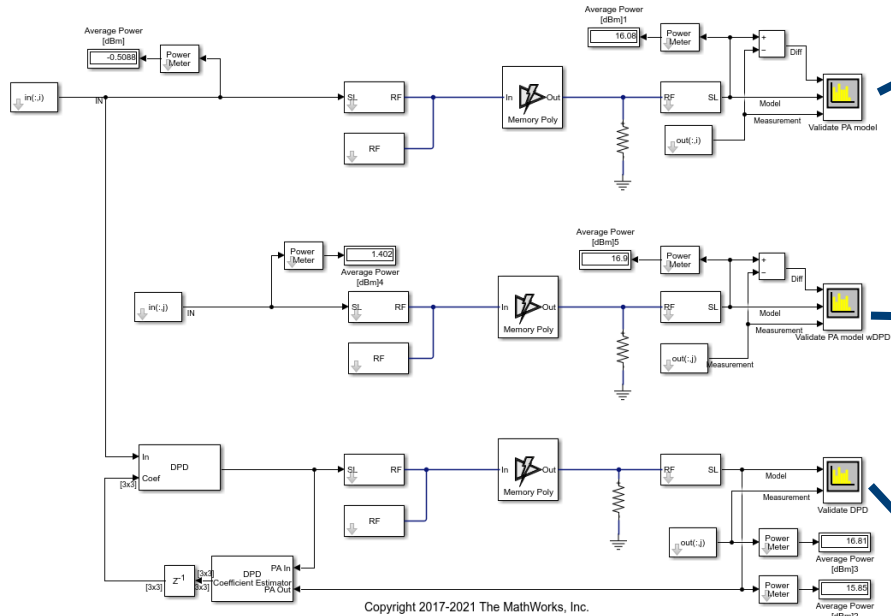 Average Power
[dBm]
-0.5088
Power
Meter
in(:,i)
IN
SL
RF
RF
In
Out
Memory Poly
Average Power
[dBm]1
16.08
Power
Meter
RF
SL
out(:,i)
+
−
Diff
Model
Measurement
Validate PA model
Power
Meter
1.402
Average Power
[dBm]4
in(:,j)
IN
SL
RF
RF
In
Out
Memory Poly
Average Power
[dBm]5
16.9
Power
Meter
RF
SL
out(:,j)
+
−
Diff
Model
Measurement
Validate PA model wDPD
In
Coef
DPD
[3x3]
SL
RF
RF
In
Out
Memory Poly
RF
SL
Model
Measurement
Validate DPD
out(:,j)
Power
Meter
16.81
Average Power
[dBm]3
Z-1
[3x3]
[3x3]
[3x3]
PA In
DPD
Coefficient Estimator
PA Out
Power
Meter
15.85
Average Power
Copyright 2017-2021 The MathWorks, Inc.